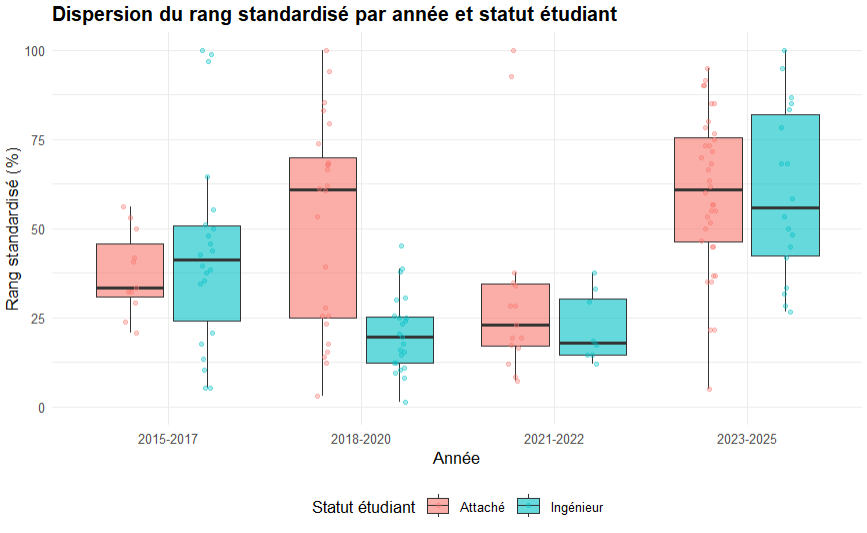 Dispersion du rang standardisé par année et statut étudiant
Rang standardisé (%)
100
75
50
25
0
2015-2017
2018-2020
2021-2022
2023-2025
Année
Statut étudiant
Attaché
Ingénieur